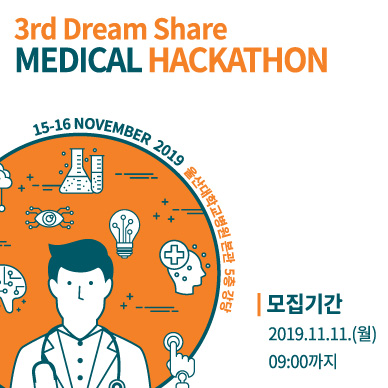 3rd Dream Share
MEDICAL HACKATHON
15-16 NOVEMBER 2019
울산대학교병원 본관 5층 강당
모집기간
2019.11.11.(월)
09:00까지